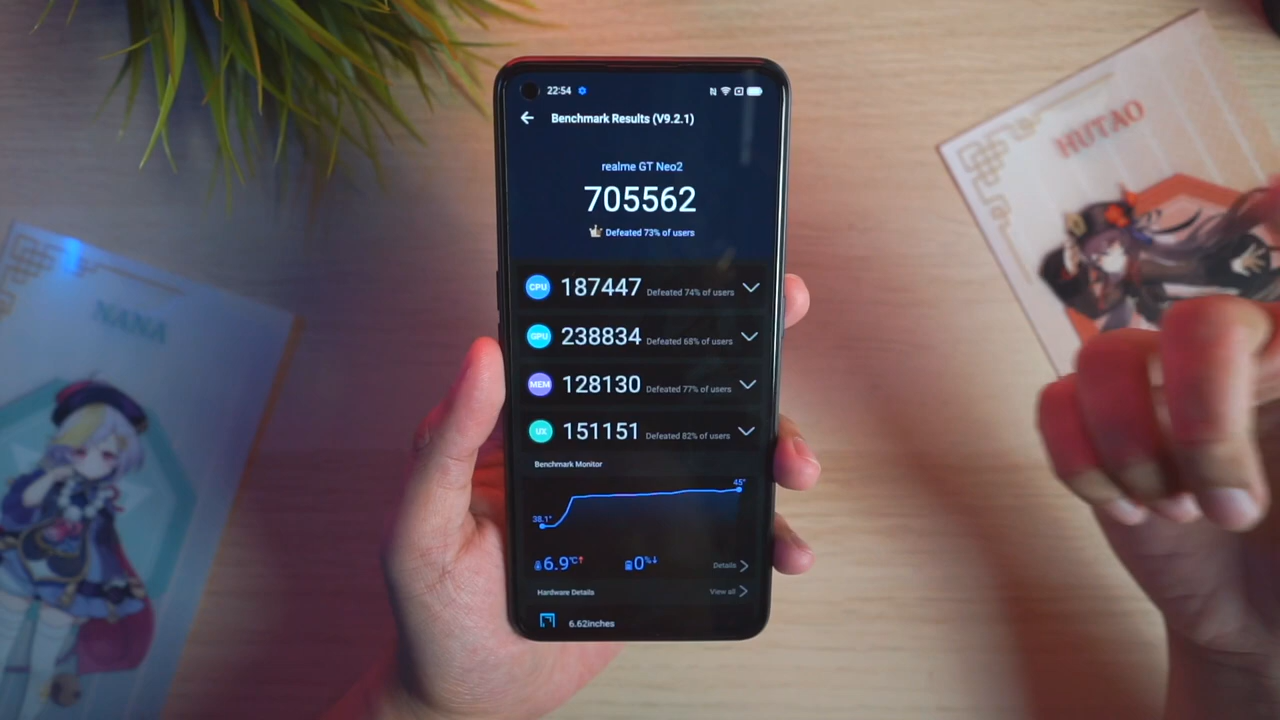 22:54
Benchmark Results (V9.2.1)
realme GT Neo2
705562
Defeated 73% of users
CPU 187447 Defeated 74% of users
GPU 238834 Defeated 68% of users
MEM 128130 Defeated 77% of users
UX 151151 Defeated 82% of users
Benchmark Monitor
45°
38.1°
6.9°C↑ 0%↓ Details
Hardware Details View all
6.62inches
HUTAO
NANA